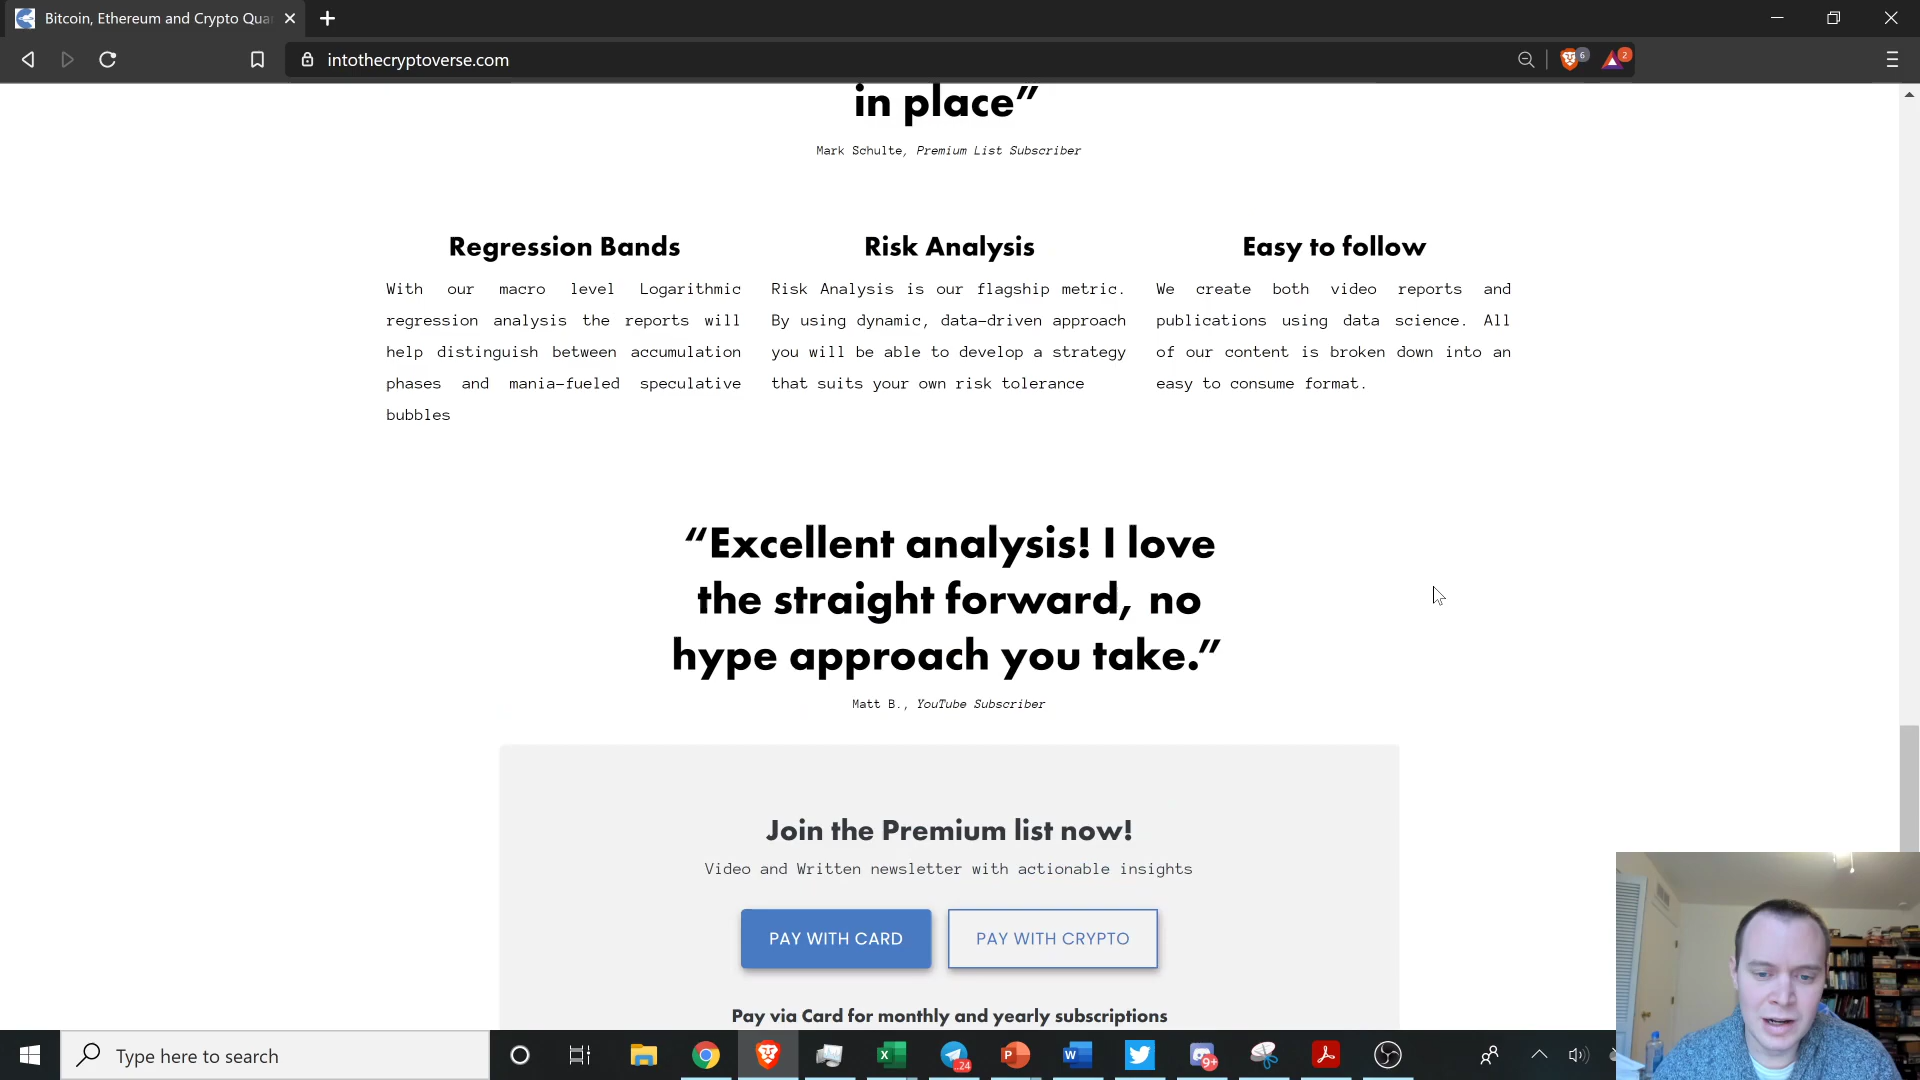 Bitcoin, Ethereum and Crypto Qua
intothecryptoverse.com
6
2
in place”
Mark Schulte, Premium List Subscriber
Regression Bands
With our macro level Logarithmic
regression analysis the reports will
help distinguish between accumulation
phases and mania-fueled speculative
bubbles
Risk Analysis
Risk Analysis is our flagship metric.
By using dynamic, data-driven approach
you will be able to develop a strategy
that suits your own risk tolerance
Easy to follow
We create both video reports and
publications using data science. All
of our content is broken down into an
easy to consume format.
“Excellent analysis! I love
the straight forward, no
hype approach you take.”
Matt B., YouTube Subscriber
Join the Premium list now!
Video and Written newsletter with actionable insights
PAY WITH CARD
PAY WITH CRYPTO
Pay via Card for monthly and yearly subscriptions
Type here to search
..24
9+